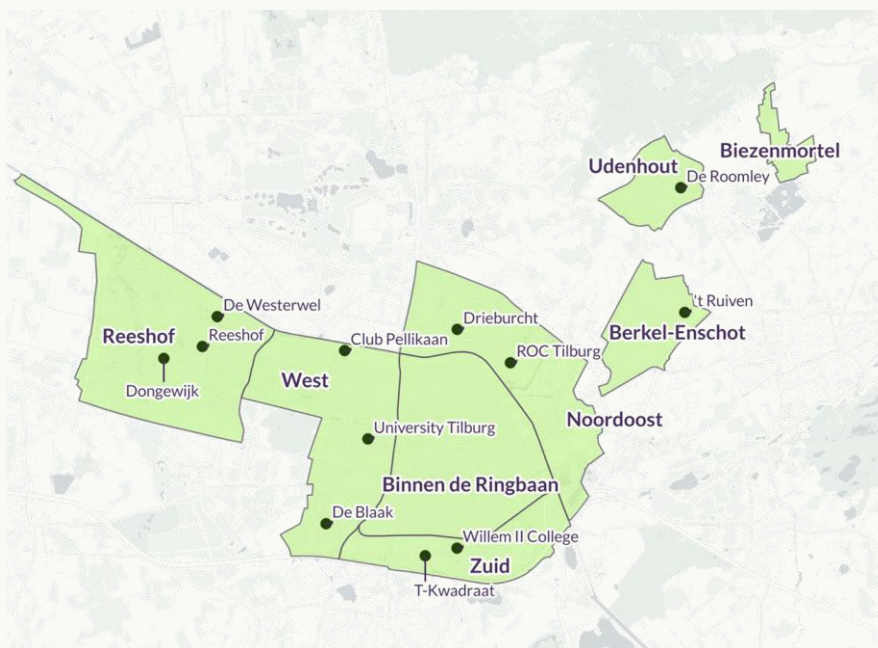 Biezenmortel
Udenhout
De Roomley
't Ruiven
De Westerwel
Drieburcht
Berkel-Enschot
Reeshof
Reeshof
Club Pellikaan
ROC Tilburg
West
Dongewijk
Noordoost
University Tilburg
Binnen de Ringbaan
De Blaak
Willem II College
Zuid
T-Kwadraat